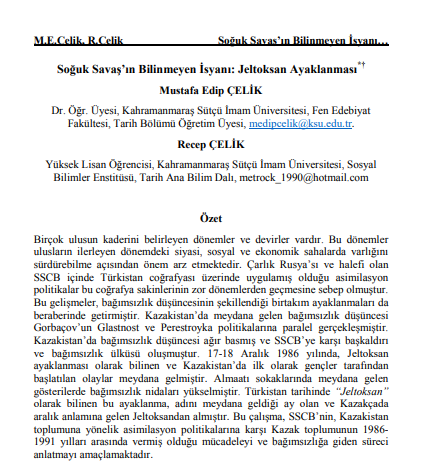 M.E.Çelik, R.Çelik Soğuk Savaş'ın Bilinmeyen İsyanı…
Soğuk Savaş'ın Bilinmeyen İsyanı: Jeltoksan Ayaklanması*†
Mustafa Edip ÇELİK
Dr. Öğr. Üyesi, Kahramanmaraş Sütçü İmam Üniversitesi, Fen Edebiyat
Fakültesi, Tarih Bölümü Öğretim Üyesi, medipcelik@ksu.edu.tr.
Recep ÇELİK
Yüksek Lisan Öğrencisi, Kahramanmaraş Sütçü İmam Üniversitesi, Sosyal
Bilimler Enstitüsü, Tarih Ana Bilim Dalı, metrock_1990@hotmail.com
Özet
Birçok ulusun kaderini belirleyen dönemler ve devirler vardır. Bu dönemler
ulusların ilerleyen dönemdeki siyasi, sosyal ve ekonomik sahalarda varlığını
sürdürebilme açısından önem arz etmektedir. Çarlık Rusya'sı ve halefi olan
SSCB içinde Türkistan coğrafyası üzerinde uygulamış olduğu asimilasyon
politikalar bu coğrafya sakinlerinin zor dönemlerden geçmesine sebep olmuştur.
Bu gelişmeler, bağımsızlık düşüncesinin şekillendiği birtakım ayaklanmaları da
beraberinde getirmiştir. Kazakistan'da meydana gelen bağımsızlık düşüncesi
Gorbaçov'un Glastnost ve Perestroyka politikalarına paralel gerçekleşmiştir.
Kazakistan'da bağımsızlık düşüncesi ağır basmış ve SSCB'ye karşı başkaldırı
ve bağımsızlık ülküsü oluşmuştur. 17-18 Aralık 1986 yılında, Jeltoksan
ayaklanması olarak bilinen ve Kazakistan'da ilk olarak gençler tarafından
başlatılan olaylar meydana gelmiştir. Almaatı sokaklarında meydana gelen
gösterilerde bağımsızlık nidaları yükselmiştir. Türkistan tarihinde "Jeltoksan"
olarak bilinen bu ayaklanma, adını meydana geldiği ay olan ve Kazakçada
aralık anlamına gelen Jeltoksandan almıştır. Bu çalışma, SSCB'nin, Kazakistan
toplumuna yönelik asimilasyon politikalarına karşı Kazak toplumunun 1986-
1991 yılları arasında vermiş olduğu mücadeleyi ve bağımsızlığa giden süreci
anlatmayı amaçlamaktadır.